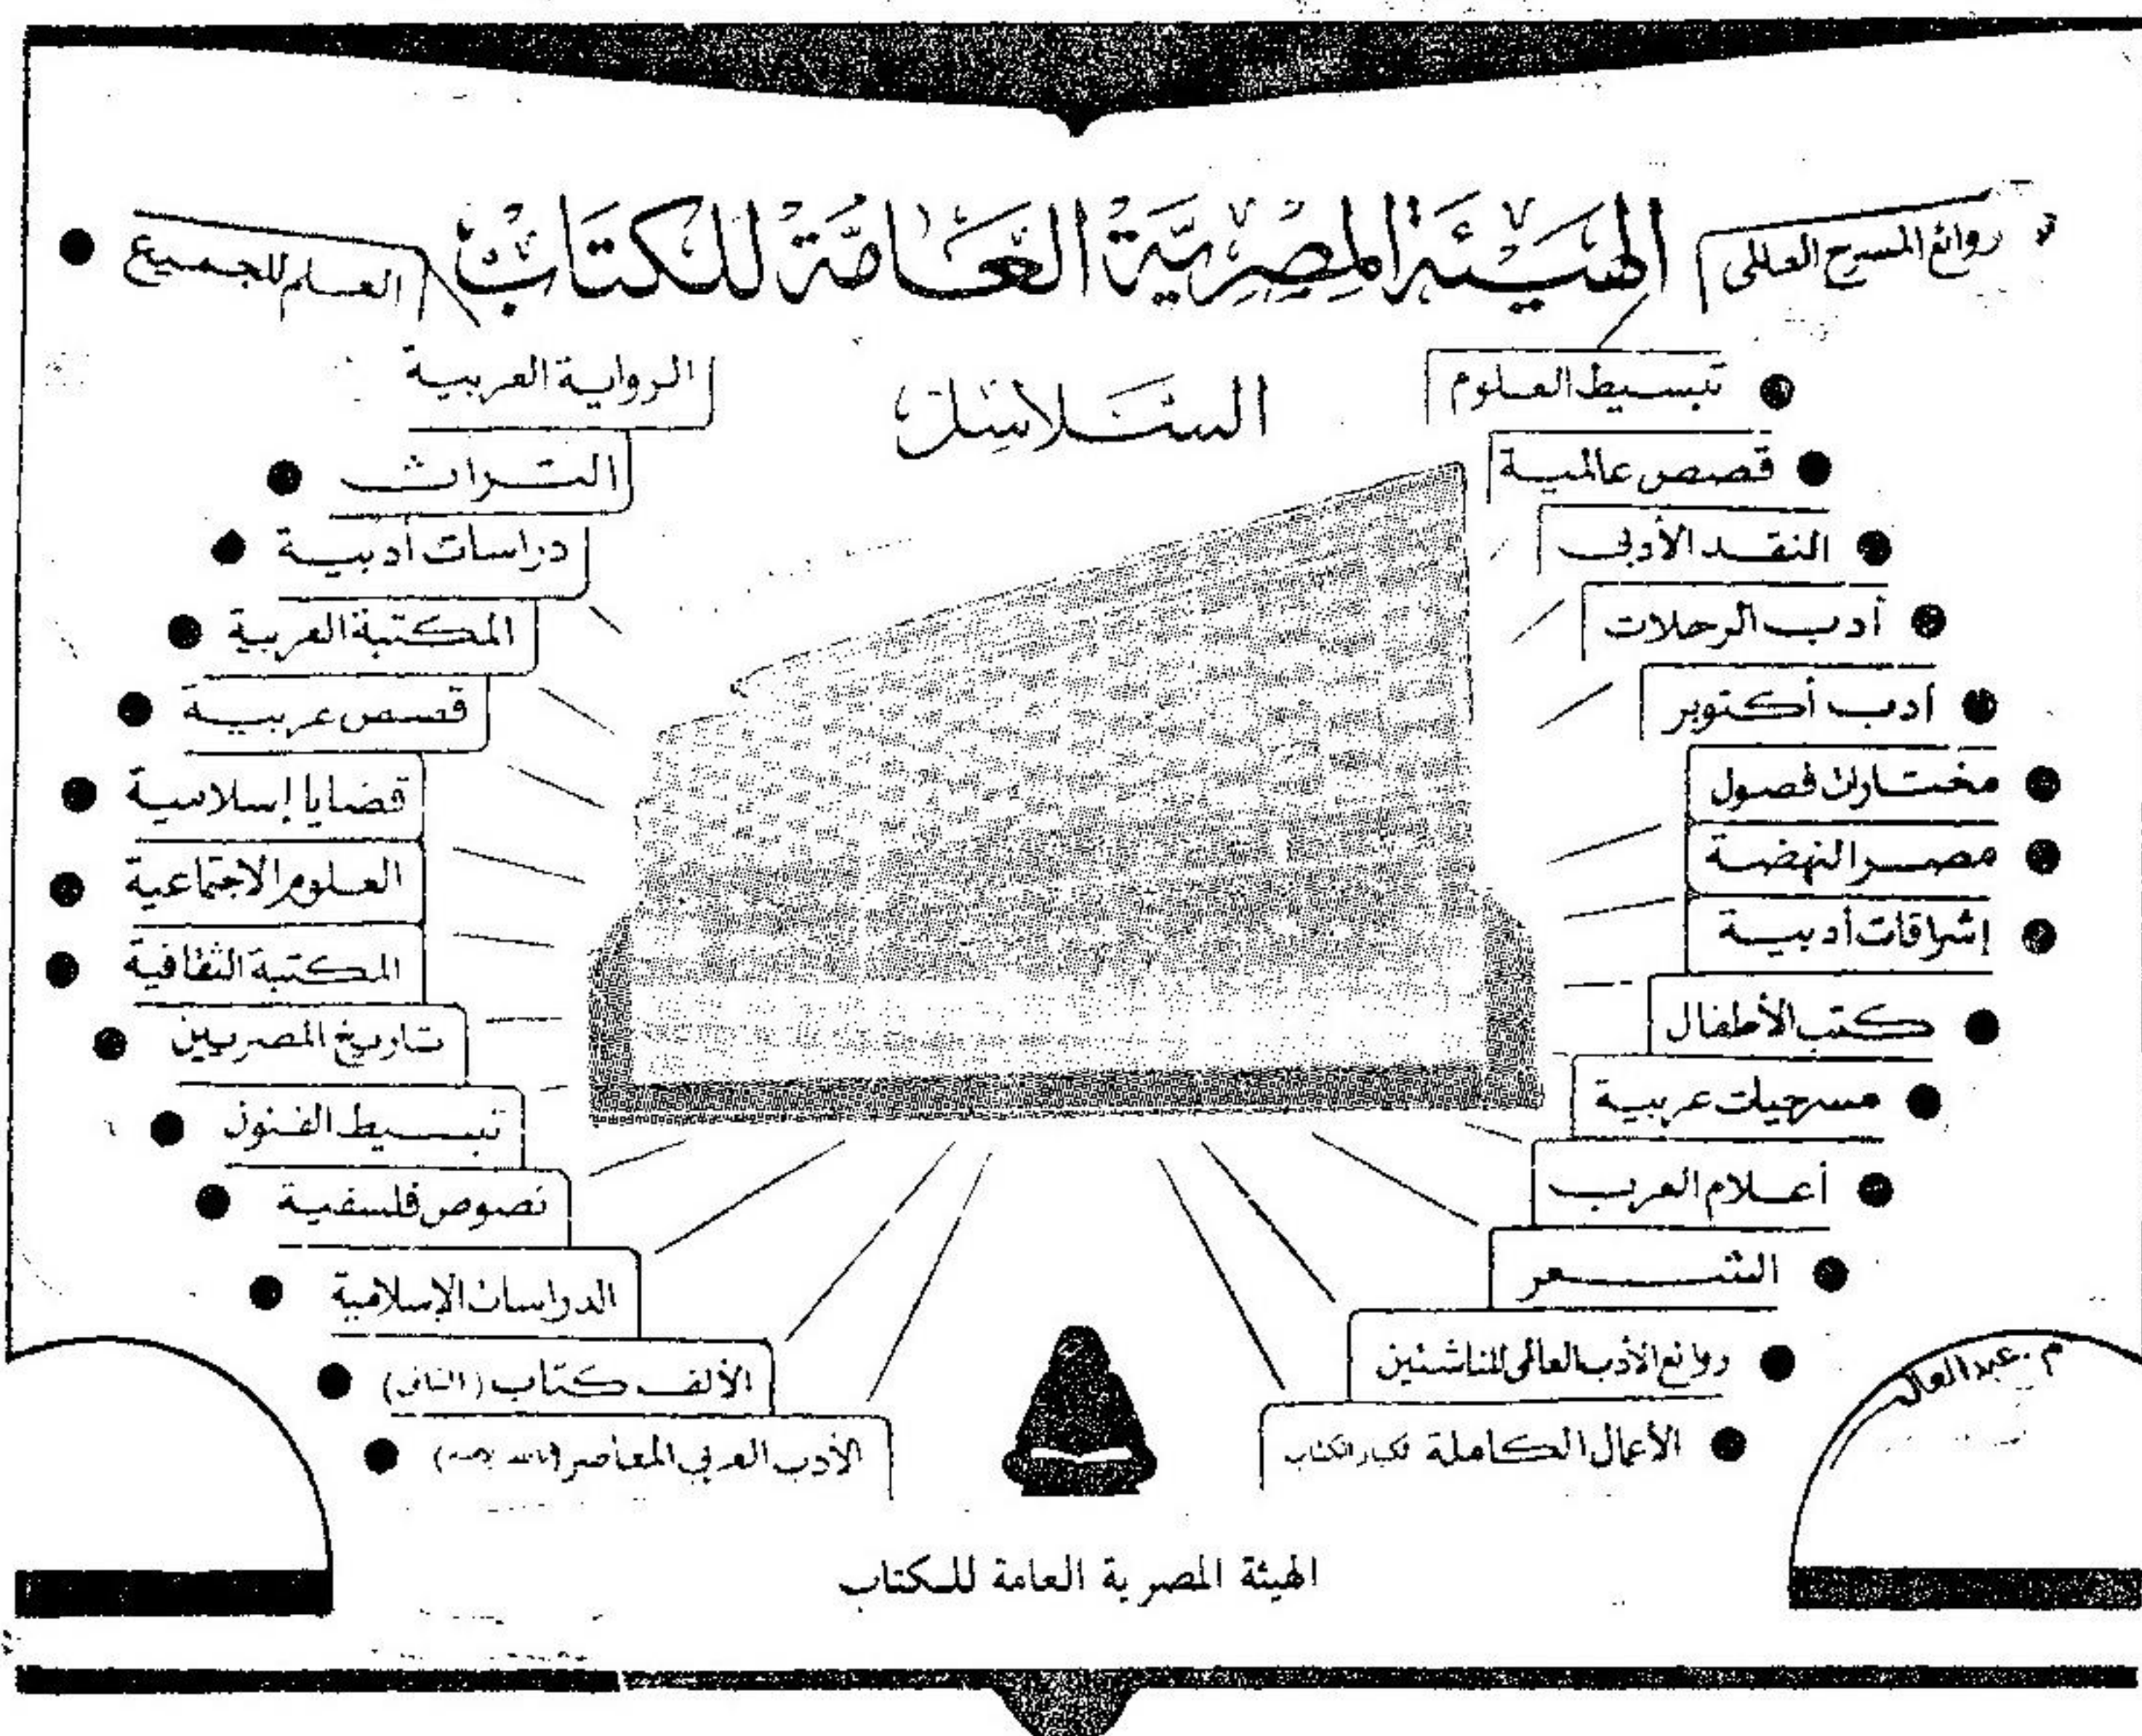 الهيئة المصرية العامة للكتاب
السلاسل
روائع المسرح العالمى
تبسيط العلوم
قصص عالمية
النقد الأدبى
أدب الرحلات
أدب أكتوبر
مختارات فصول
مصر النهضة
إشراقات أدبية
كتب الأطفال
مسرحيات عربية
أعلام العرب
الشعر
روائع الأدب العالمى للناشئين
الأعمال الكاملة لكبار الكتاب
العلم للجميع
الرواية العربية
التراث
دراسات أدبية
المكتبة العربية
قصص عربية
قضايا إسلامية
العلوم الاجتماعية
المكتبة الثقافية
تاريخ المصريين
تبسيط الفنون
نصوص فلسفية
الدراسات الإسلامية
الألف كتاب (الثانى)
الأدب العربي المعاصر
م. عبد العال
الهيئة المصرية العامة للكتاب